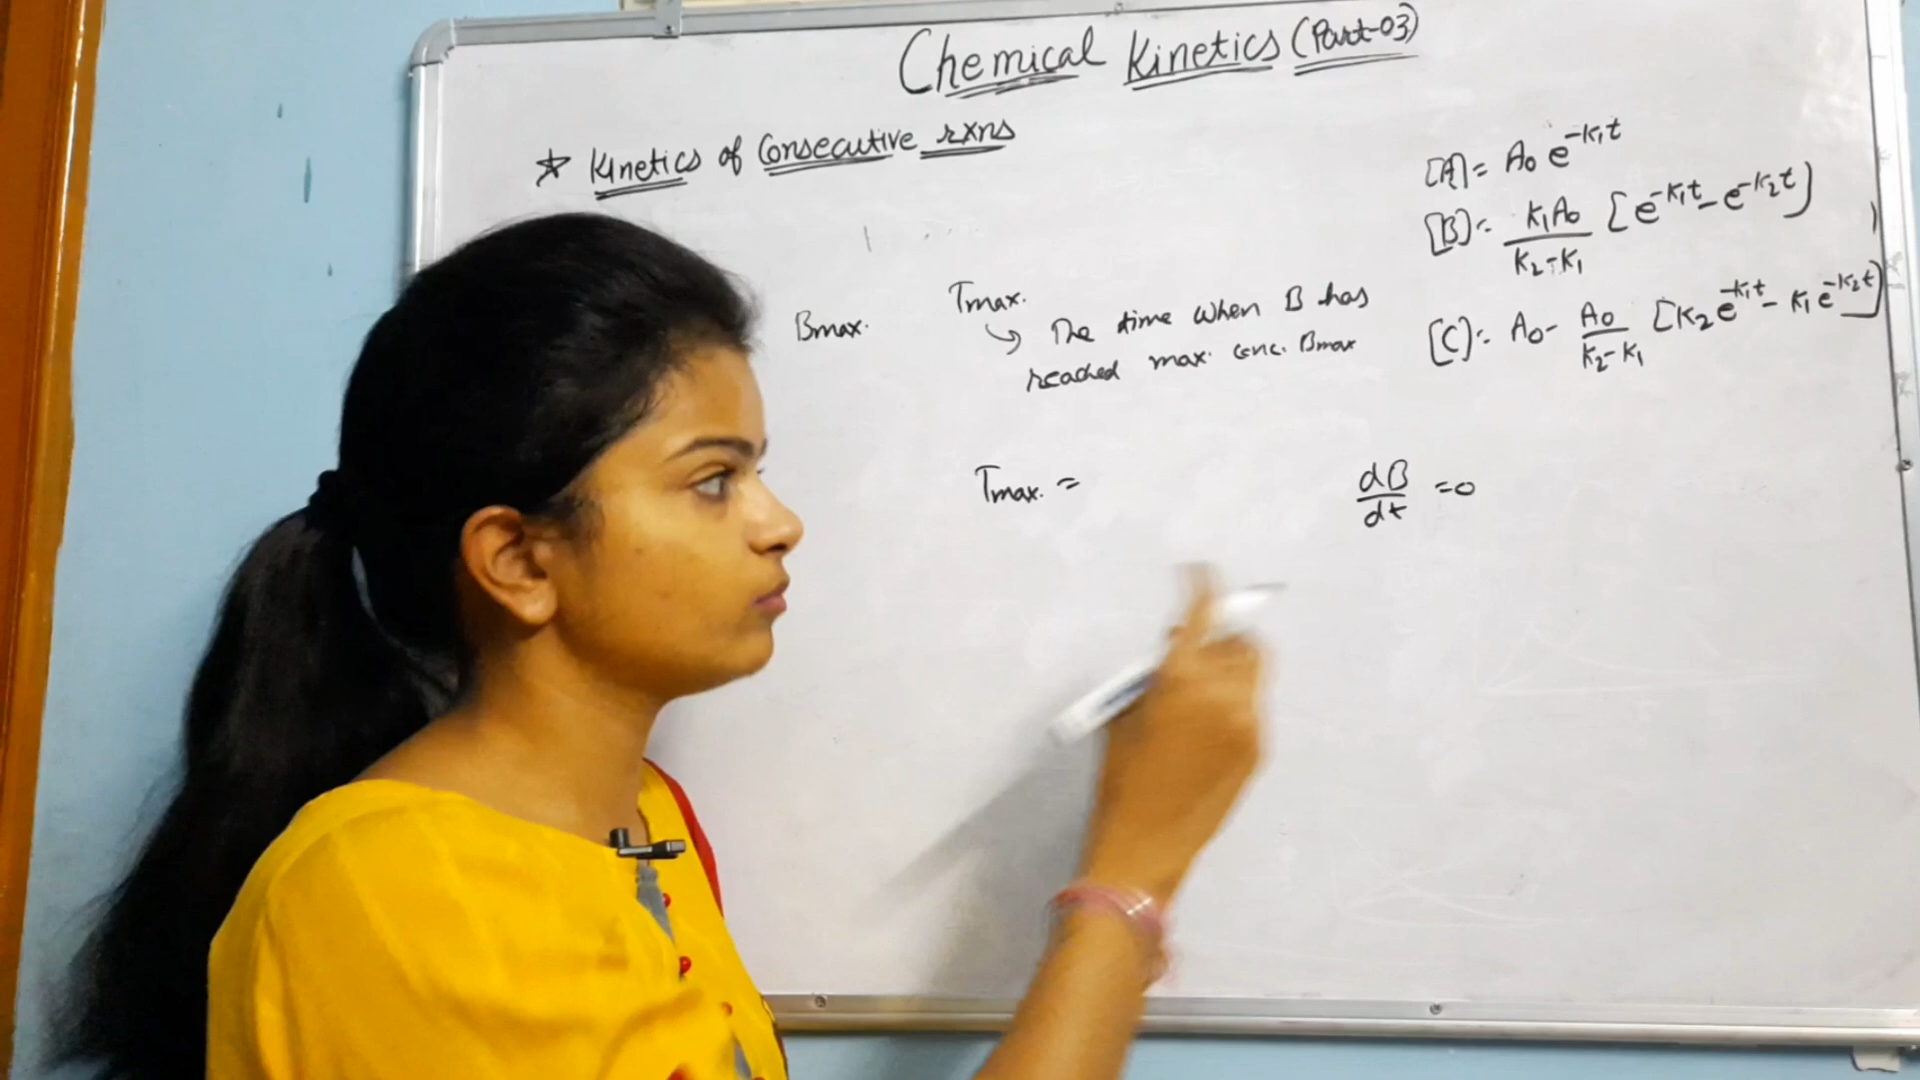 Chemical Kinetics (Part-03)
★ Kinetics of Consecutive rxns
[A] = A₀ e^{-k₁t}
[B] = k₁A₀ / k₂-k₁ [e^{-k₁t} - e^{-k₂t}]
[C] = A₀ - A₀ / k₂-k₁ [k₂e^{-k₁t} - k₁e^{-k₂t}]
Bmax.
Tmax.
↳ The time when B has
reached max. conc. Bmax
Tmax. =
dB/dt = 0